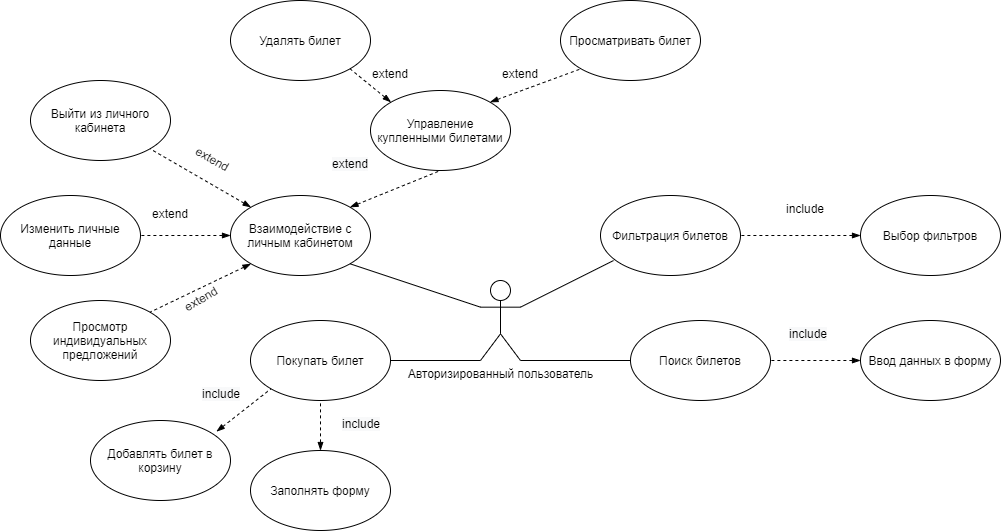 Удалять билет
Просматривать билет
extend
extend
Выйти из личного
кабинета
Управление
купленными билетами
extend
extend
Изменить личные
данные
extend
Взаимодействие с
личным кабинетом
Фильтрация билетов
include
Выбор фильтров
extend
Просмотр
индивидуальных
предложений
Покупать билет
Авторизированный пользователь
Поиск билетов
include
Ввод данных в форму
include
include
Добавлять билет в
корзину
Заполнять форму